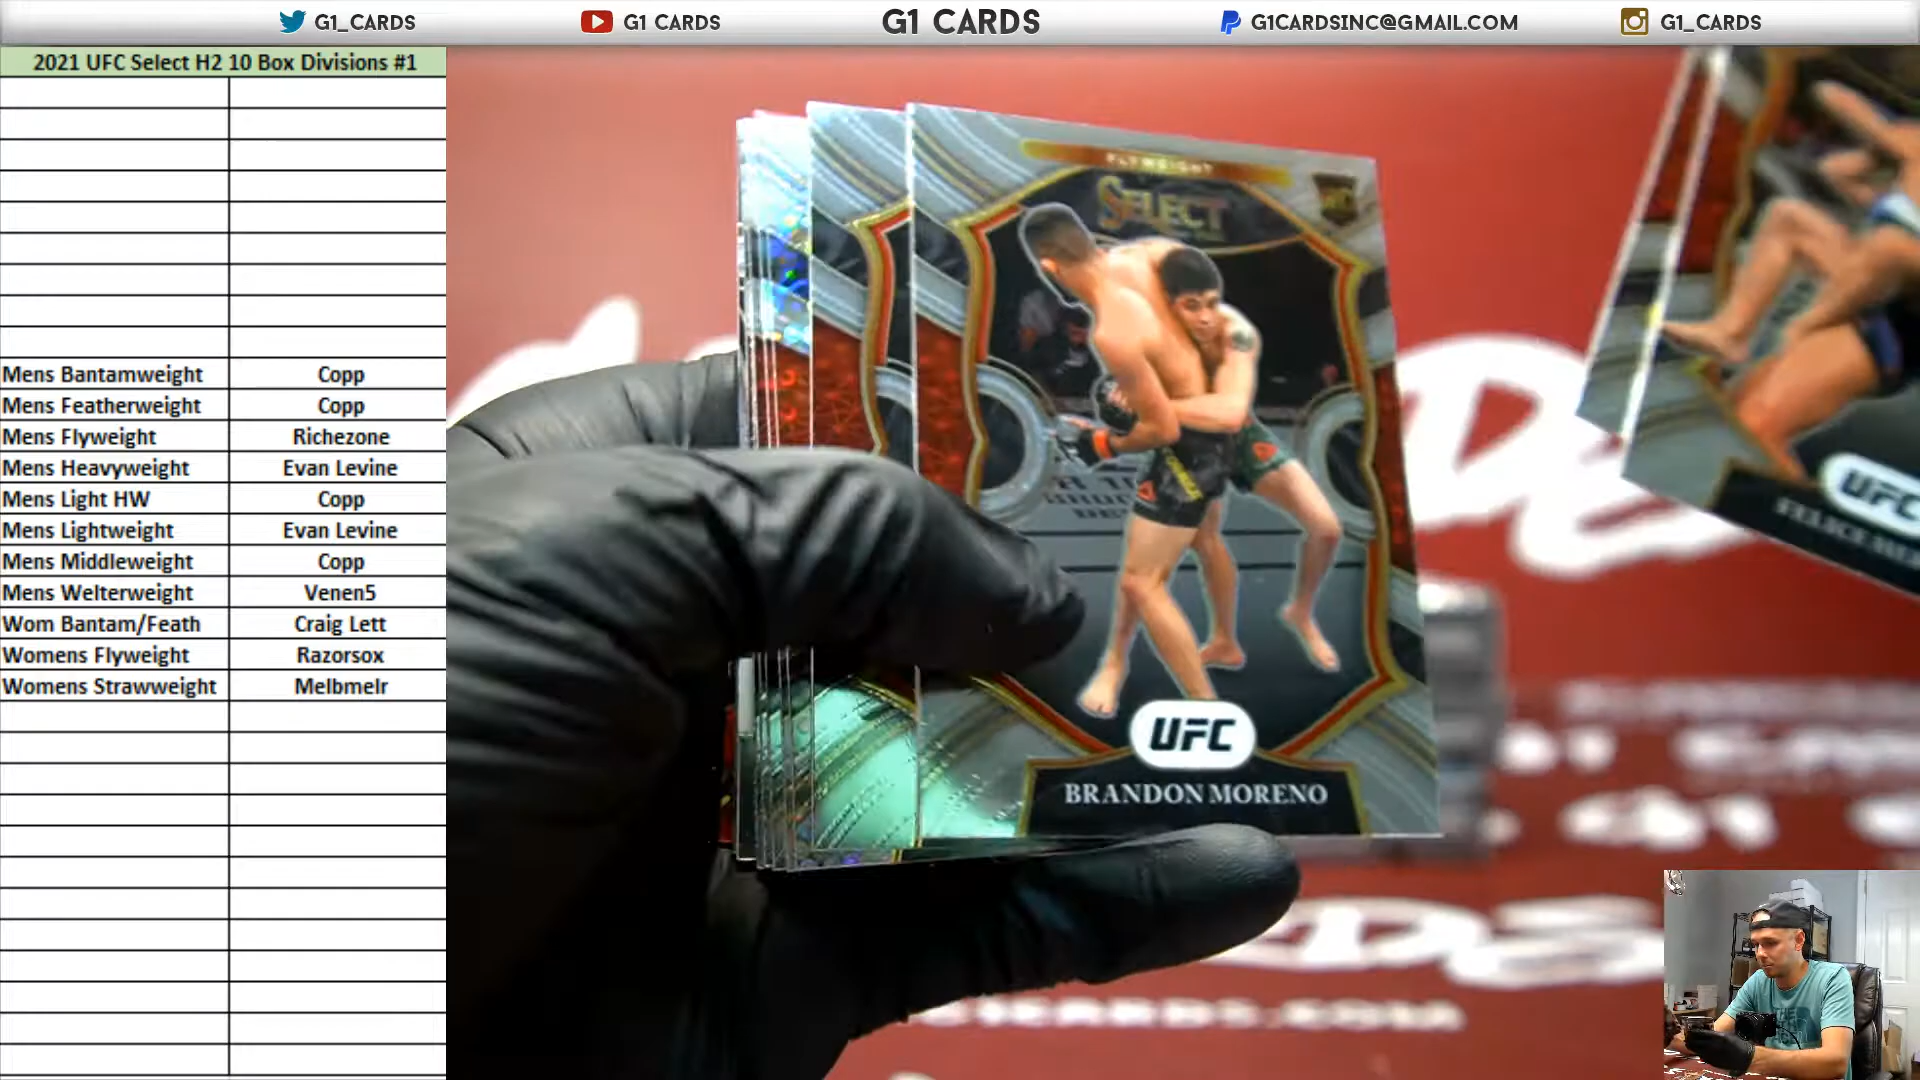 G1_CARDS
G1 CARDS
G1 CARDS
G1CARDSINC@GMAIL.COM
G1_CARDS
2021 UFC Select H2 10 Box Divisions #1
Mens Bantamweight Copp
Mens Featherweight Copp
Mens Flyweight Richezone
Mens Heavyweight Evan Levine
Mens Light HW Copp
Mens Lightweight Evan Levine
Mens Middleweight Copp
Mens Welterweight Venen5
Wom Bantam/Feath Craig Lett
Womens Flyweight Razorsox
Womens Strawweight Melbmelr
FLYWEIGHT
SELECT
RC
UFC
BRANDON MORENO
UFC